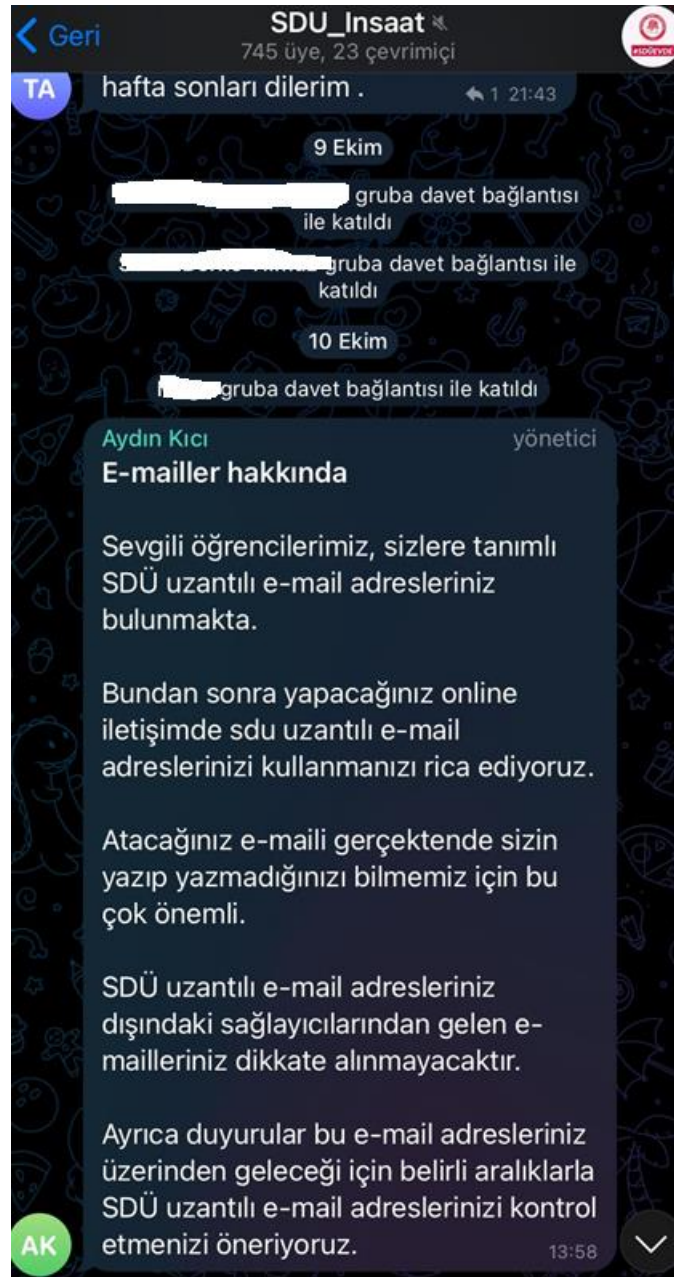 Geri
SDU_Insaat
745 üye, 23 çevrimiçi
#SDÜEVDE
TA
hafta sonları dilerim .
1 21:43
9 Ekim
gruba davet bağlantısı
ile katıldı
gruba davet bağlantısı ile
katıldı
10 Ekim
gruba davet bağlantısı ile katıldı
Aydın Kıcı
yönetici
E-mailler hakkında
Sevgili öğrencilerimiz, sizlere tanımlı
SDÜ uzantılı e-mail adresleriniz
bulunmakta.
Bundan sonra yapacağınız online
iletişimde sdu uzantılı e-mail
adreslerinizi kullanmanızı rica ediyoruz.
Atacağınız e-maili gerçektende sizin
yazıp yazmadığınızı bilmemiz için bu
çok önemli.
SDÜ uzantılı e-mail adresleriniz
dışındaki sağlayıcılarından gelen e-
mailleriniz dikkate alınmayacaktır.
Ayrıca duyurular bu e-mail adresleriniz
üzerinden geleceği için belirli aralıklarla
SDÜ uzantılı e-mail adreslerinizi kontrol
etmenizi öneriyoruz.
13:58
AK